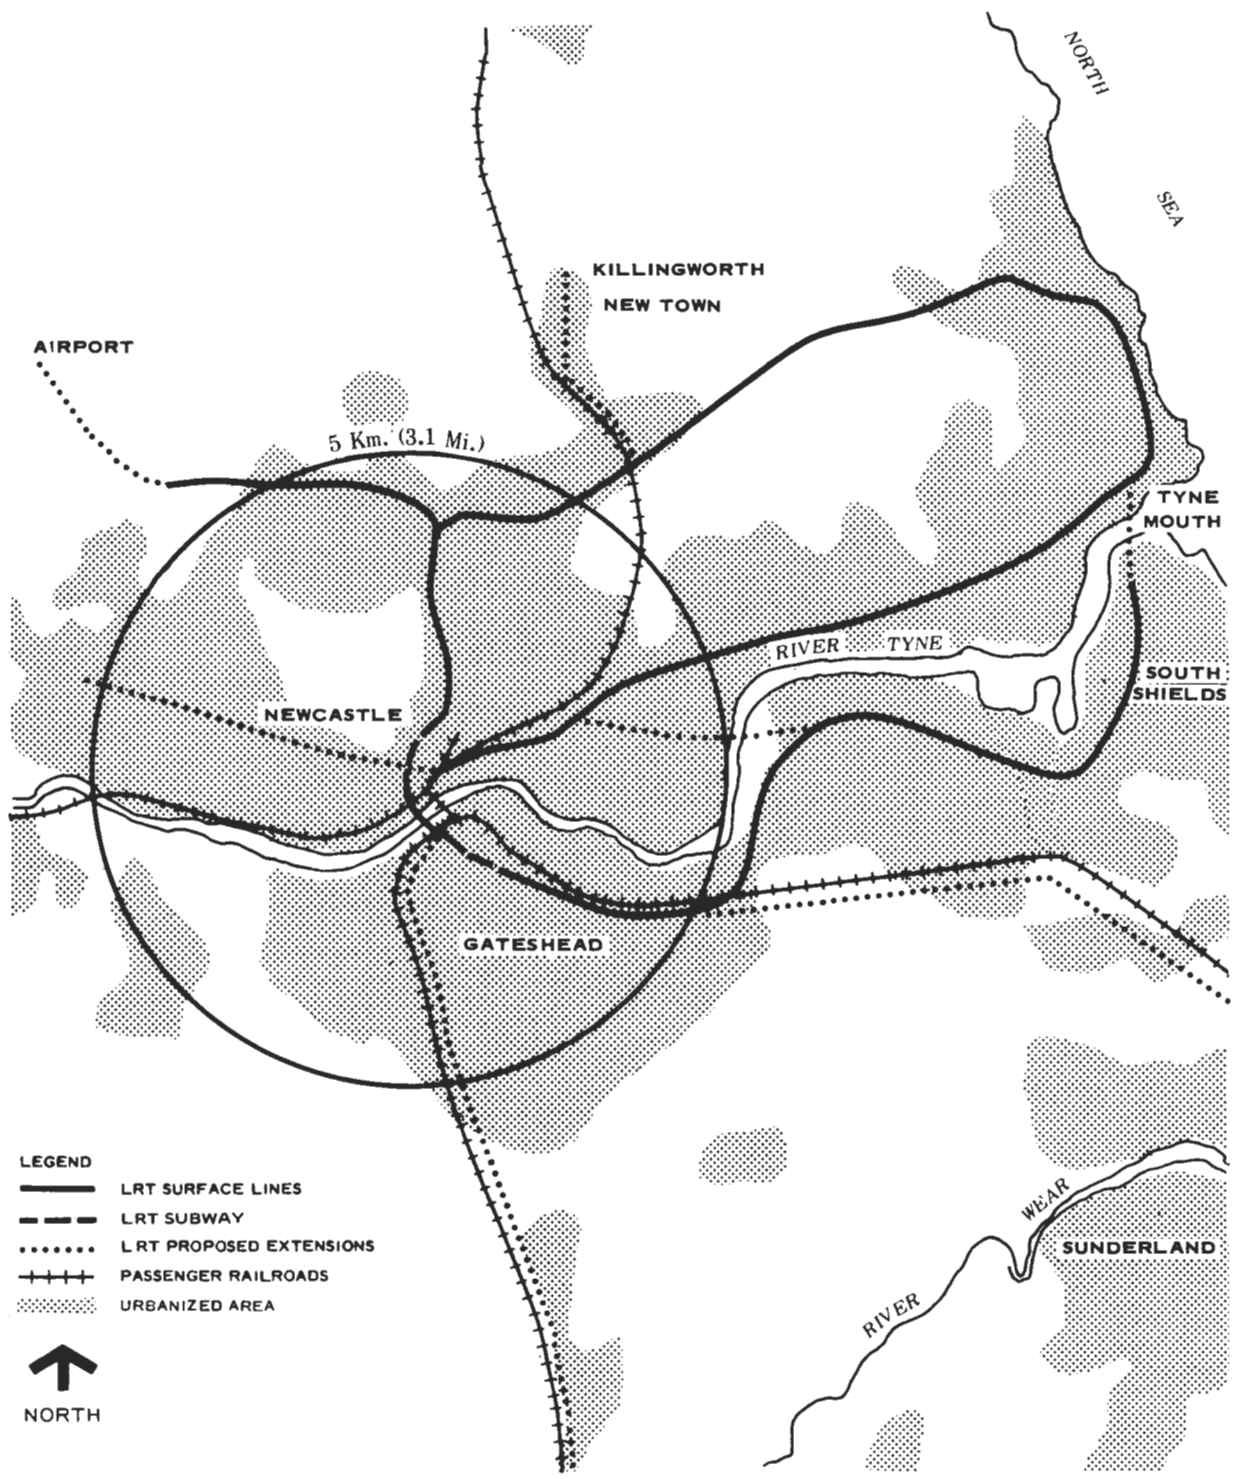 NORTH
SEA
KILLINGWORTH
NEW TOWN
AIRPORT
5 Km. (3.1 Mi.)
TYNE
MOUTH
RIVER TYNE
SOUTH
SHIELDS
NEWCASTLE
GATESHEAD
LEGEND
LRT SURFACE LINES
LRT SUBWAY
LRT PROPOSED EXTENSIONS
PASSENGER RAILROADS
URBANIZED AREA
NORTH
RIVER WEAR
SUNDERLAND